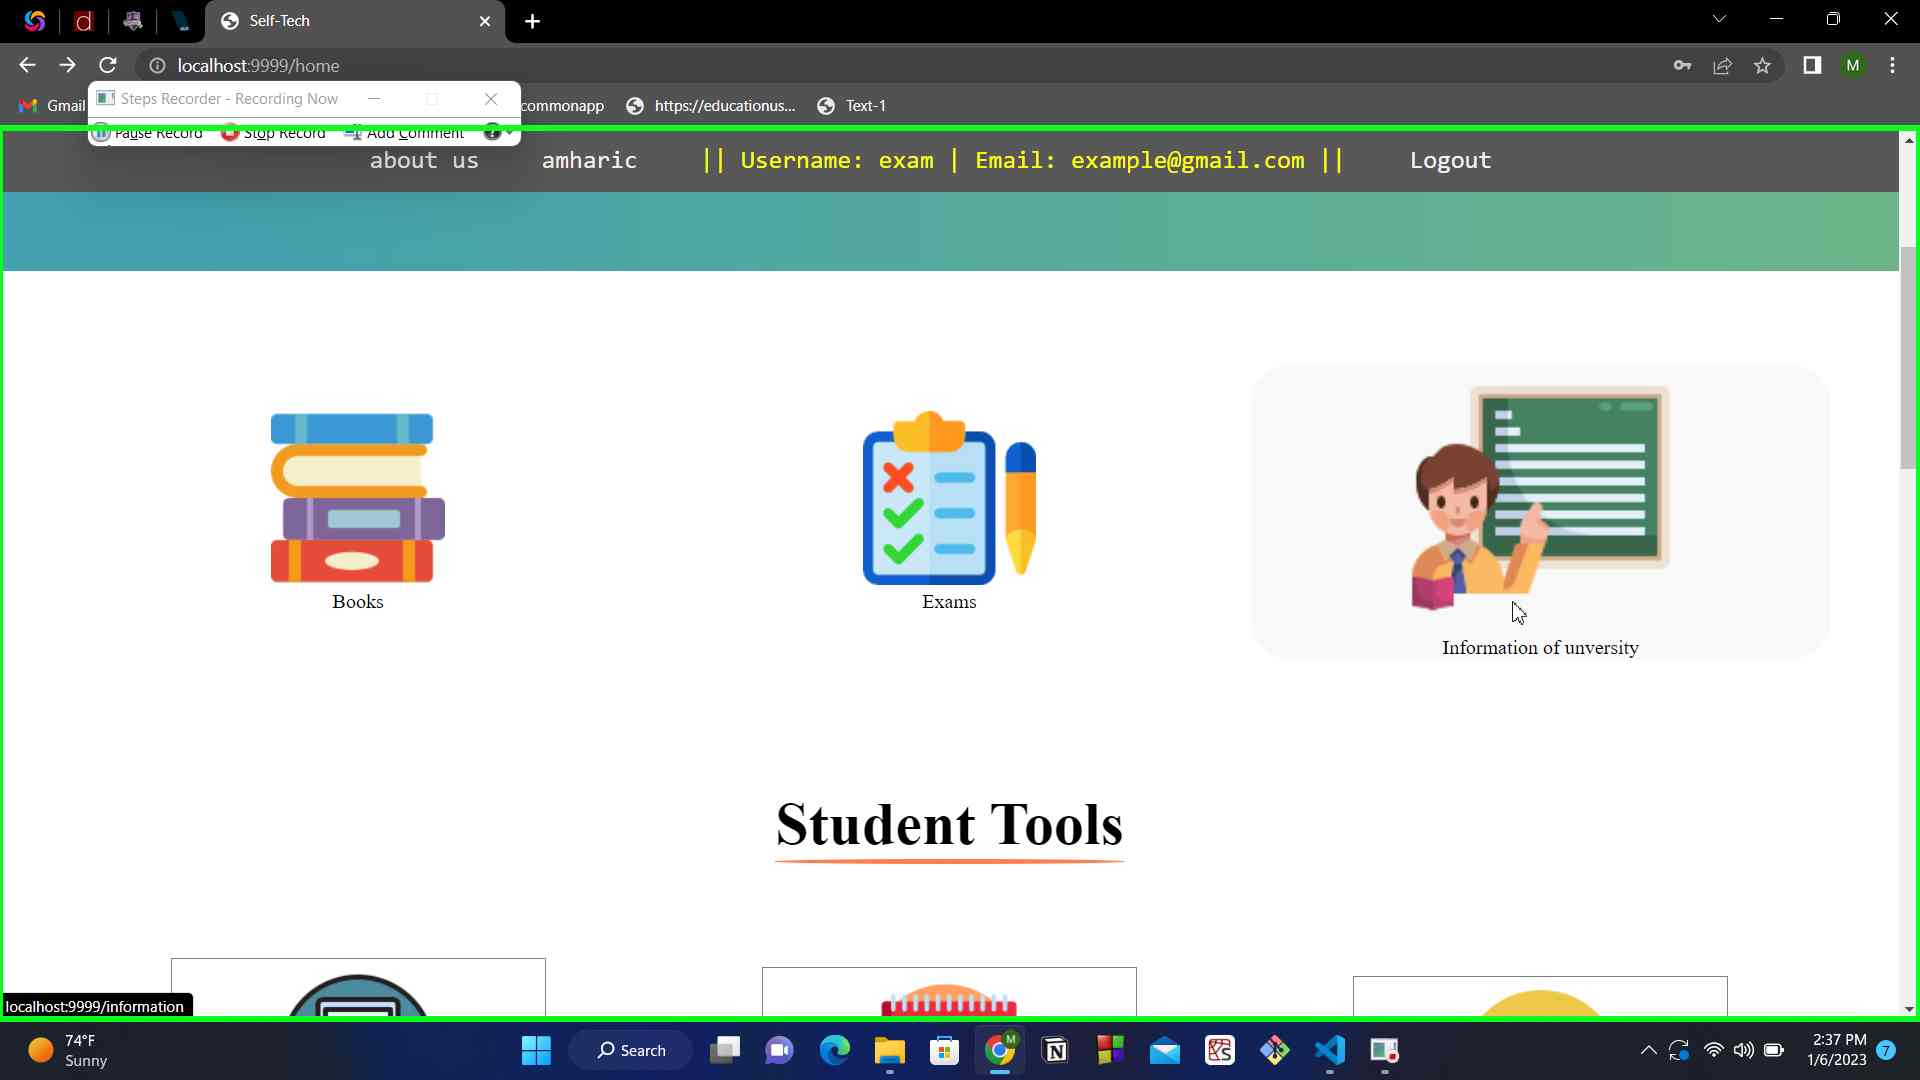 Self-Tech
localhost:9999/home
Gmail
Steps Recorder - Recording Now
commonapp
https://educationus...
Text-1
Pause Record
Stop Record
Add Comment
about us
amharic
|| Username: exam | Email: example@gmail.com ||
Logout
Books
Exams
Information of unversity
Student Tools
localhost:9999/information
74°F
Sunny
Search
2:37 PM
1/6/2023
7